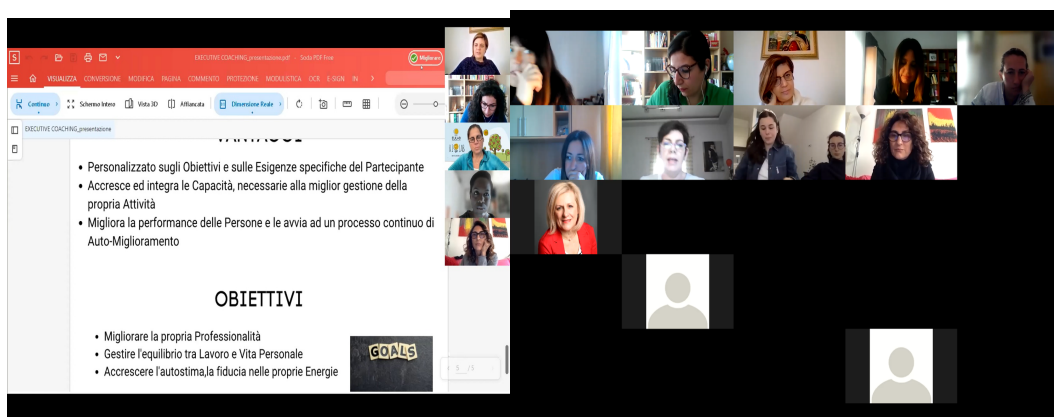 EXECUTIVE COACHING_presentazione.pdf - Soda PDF Free
Migliorare
VISUALIZZA CONVERSIONE MODIFICA PAGINA COMMENTO PROTEZIONE MODULISTICA OCR E-SIGN IN
Continuo Schermo Intero Vista 3D Affiancata Dimensione Reale
EXECUTIVE COACHING_presentazione
VANTAGGI
• Personalizzato sugli Obiettivi e sulle Esigenze specifiche del Partecipante
• Accresce ed integra le Capacità, necessarie alla miglior gestione della
propria Attività
• Migliora la performance delle Persone e le avvia ad un processo continuo di
Auto-Miglioramento
OBIETTIVI
• Migliorare la propria Professionalità
• Gestire l'equilibrio tra Lavoro e Vita Personale
• Accrescere l'autostima,la fiducia nelle proprie Energie
GOALS